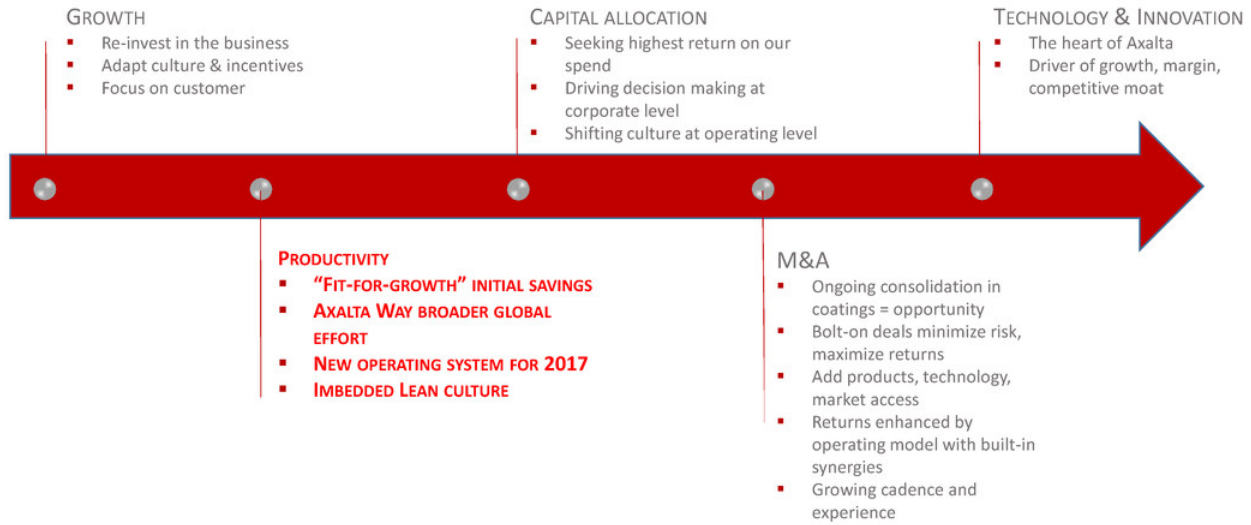 GROWTH
▪ Re-invest in the business
▪ Adapt culture & incentives
▪ Focus on customer
CAPITAL ALLOCATION
▪ Seeking highest return on our
spend
▪ Driving decision making at
corporate level
▪ Shifting culture at operating level
TECHNOLOGY & INNOVATION
▪ The heart of Axalta
▪ Driver of growth, margin,
competitive moat
PRODUCTIVITY
▪ “FIT-FOR-GROWTH” INITIAL SAVINGS
▪ AXALTA WAY BROADER GLOBAL
EFFORT
▪ NEW OPERATING SYSTEM FOR 2017
▪ IMBEDDED LEAN CULTURE
M&A
▪ Ongoing consolidation in
coatings = opportunity
▪ Bolt-on deals minimize risk,
maximize returns
▪ Add products, technology,
market access
▪ Returns enhanced by
operating model with built-in
synergies
▪ Growing cadence and
experience